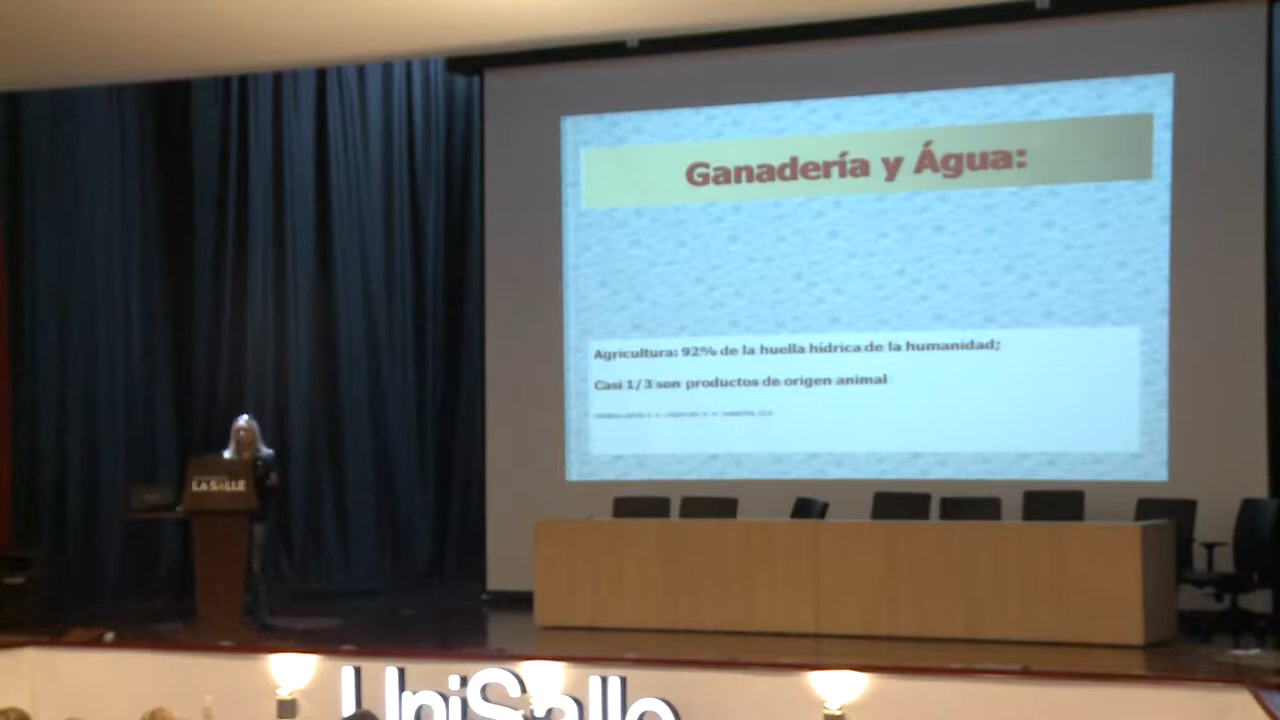 Ganadería y Água:
Agricultura: 92% de la huella hídrica de la humanidad;
Casi 1/3 son productos de origen animal
LA SALLE
UniSalle